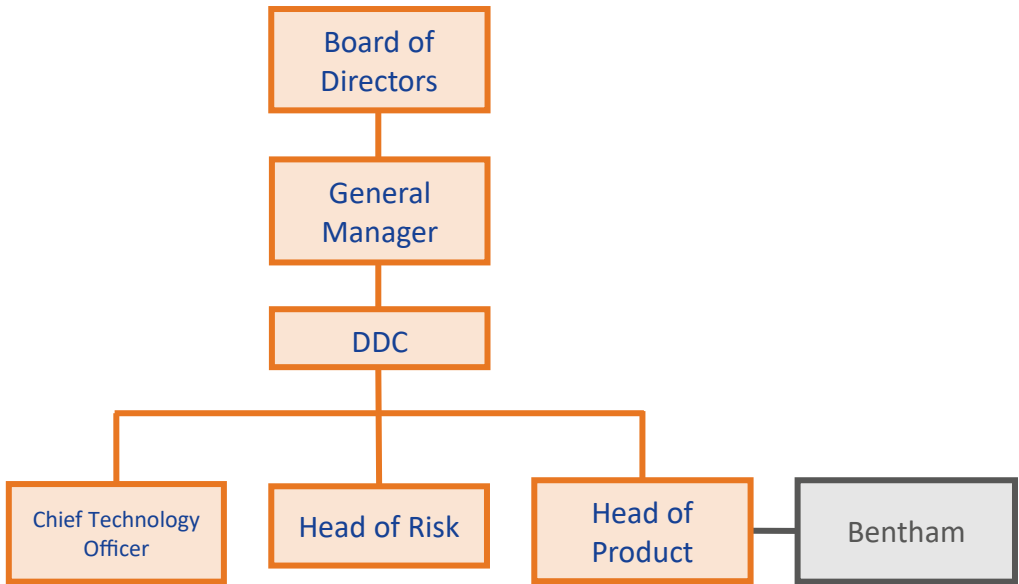 Board of
Directors
General
Manager
DDC
Chief Technology
Officer
Head of Risk
Head of
Product
Bentham